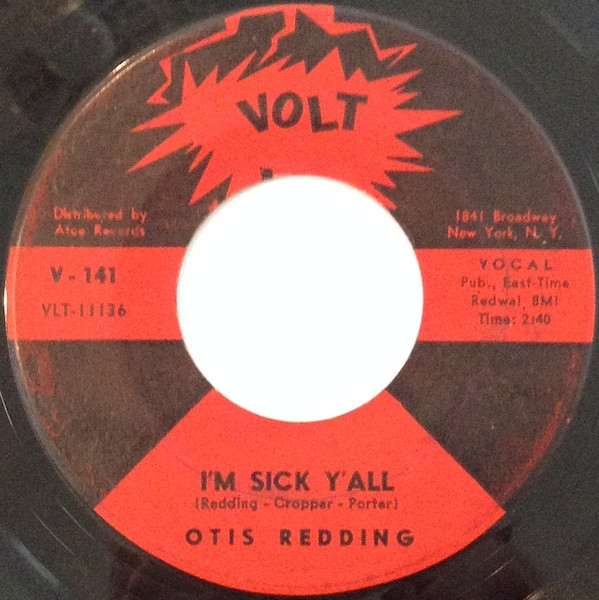 VOLT
Distributed by
Atco Records
1841 Broadway
New York, N. Y.
V-141
VLT-11136
VOCAL
Pub., East-Time
Redwal, BMI
Time: 2:40
I'M SICK Y'ALL
(Redding - Cropper - Porter)
OTIS REDDING